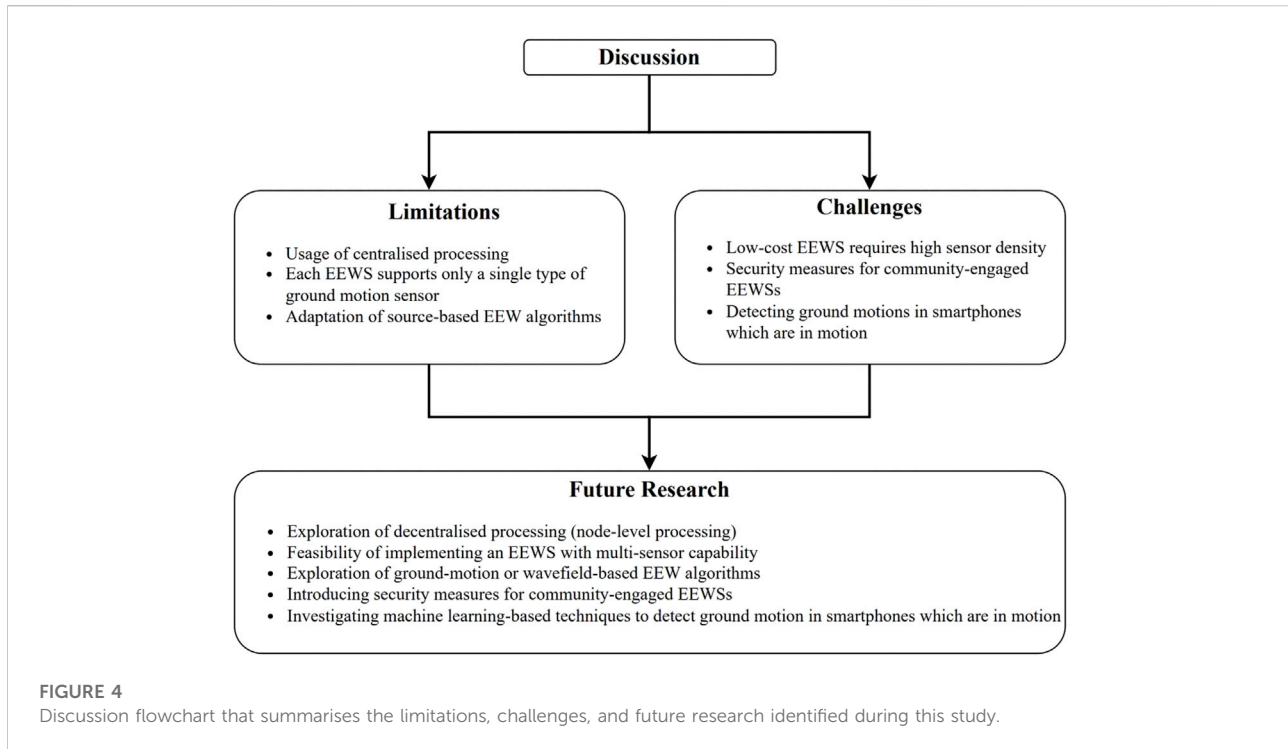 Discussion
Limitations
• Usage of centralised processing
• Each EEWS supports only a single type of
ground motion sensor
• Adaptation of source-based EEW algorithms
Challenges
• Low-cost EEWS requires high sensor density
• Security measures for community-engaged
EEWSs
• Detecting ground motions in smartphones
which are in motion
Future Research
• Exploration of decentralised processing (node-level processing)
• Feasibility of implementing an EEWS with multi-sensor capability
• Exploration of ground-motion or wavefield-based EEW algorithms
• Introducing security measures for community-engaged EEWSs
• Investigating machine learning-based techniques to detect ground motion in smartphones which are in motion
FIGURE 4
Discussion flowchart that summarises the limitations, challenges, and future research identified during this study.